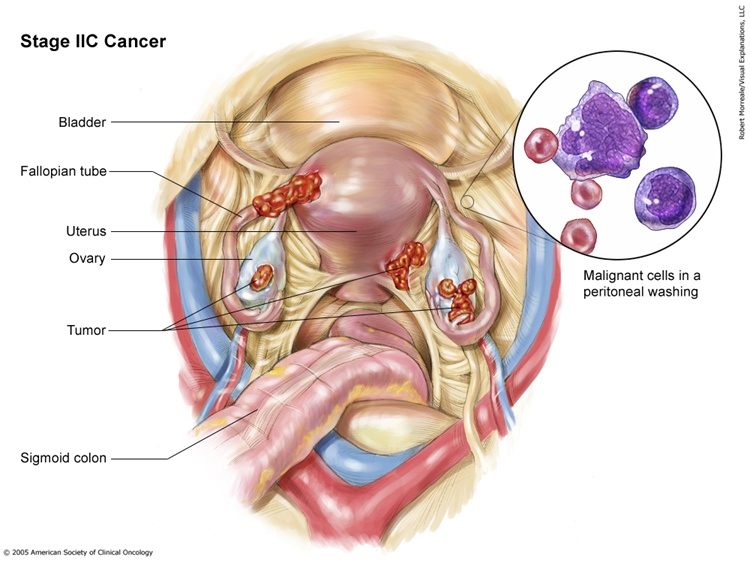 Stage IIC Cancer
Robert Morreale/Visual Explanations, LLC
Bladder
Fallopian tube
Uterus
Ovary
Malignant cells in a
peritoneal washing
Tumor
Sigmoid colon
© 2005 American Society of Clinical Oncology